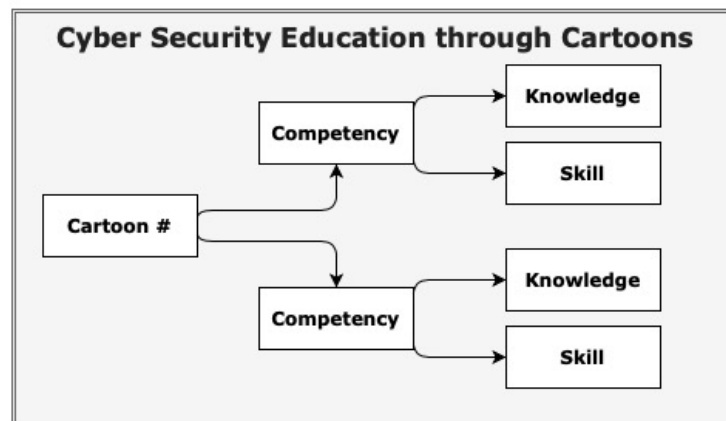 Cyber Security Education through Cartoons
Cartoon #
Competency
Knowledge
Skill
Competency
Knowledge
Skill